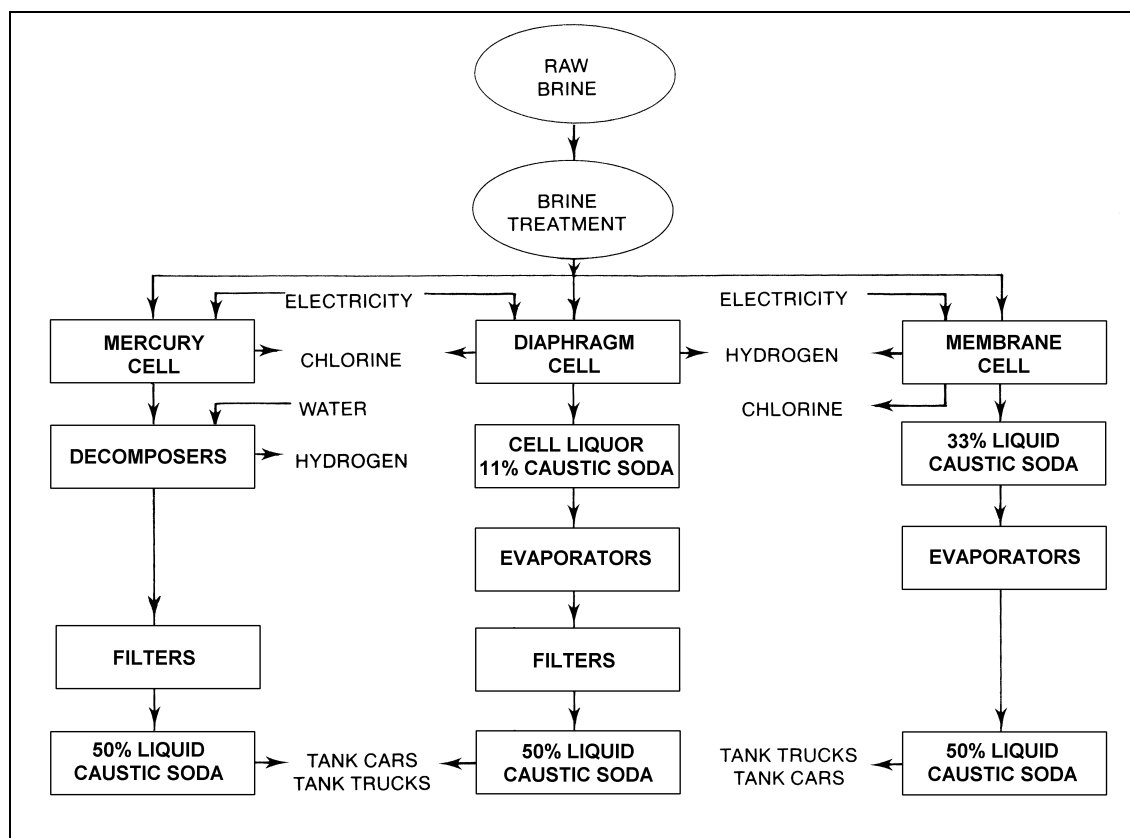 RAW
BRINE
BRINE
TREATMENT
ELECTRICITY
ELECTRICITY
MERCURY
CELL
CHLORINE
DIAPHRAGM
CELL
HYDROGEN
MEMBRANE
CELL
WATER
CHLORINE
DECOMPOSERS
HYDROGEN
CELL LIQUOR
11% CAUSTIC SODA
33% LIQUID
CAUSTIC SODA
EVAPORATORS
EVAPORATORS
FILTERS
FILTERS
50% LIQUID
CAUSTIC SODA
TANK CARS
TANK TRUCKS
50% LIQUID
CAUSTIC SODA
TANK TRUCKS
TANK CARS
50% LIQUID
CAUSTIC SODA